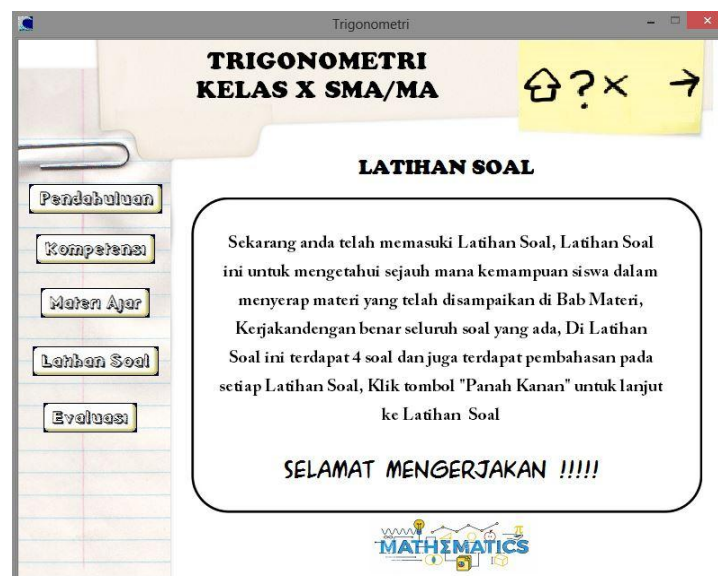 Trigonometri
TRIGONOMETRI
KELAS X SMA/MA
?
LATIHAN SOAL
Pendahuluan
Kompetensi
Materi Ajar
Latihan Soal
Evaluasi
Sekarang anda telah memasuki Latihan Soal, Latihan Soal
ini untuk mengetahui sejauh mana kemampuan siswa dalam
menyerap materi yang telah disampaikan di Bab Materi,
Kerjakandengan benar seluruh soal yang ada, Di Latihan
Soal ini terdapat 4 soal dan juga terdapat pembahasan pada
setiap Latihan Soal, Klik tombol "Panah Kanan" untuk lanjut
ke Latihan Soal
SELAMAT MENGERJAKAN !!!!!
MATHEMATICS